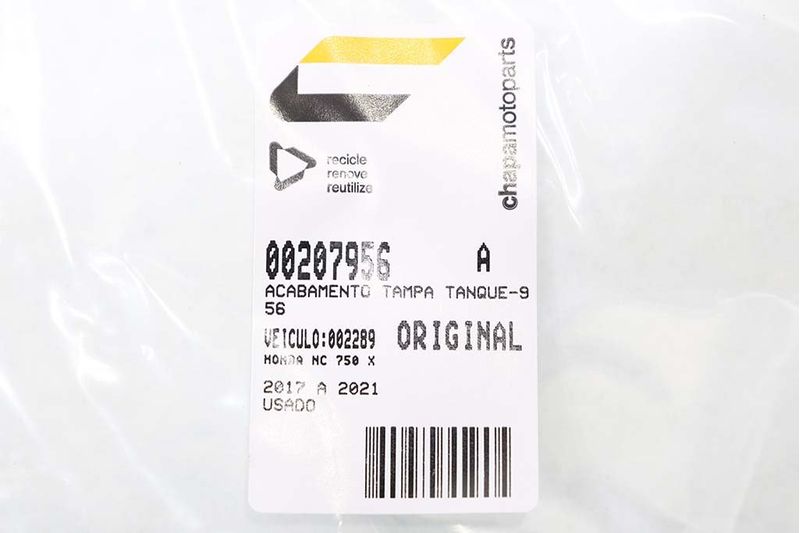 chapamotoparts
recicle
renove
reutilize
00207956 A
ACABAMENTO TAMPA TANQUE-9
56
VEICULO:002289 ORIGINAL
HONDA NC 750 X
2017 A 2021
USADO